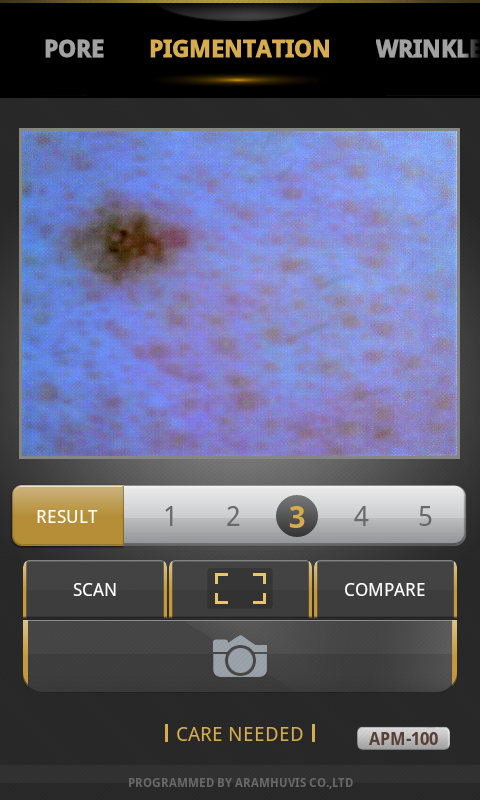 PORE PIGMENTATION WRINKLE
RESULT 1 2 3 4 5
SCAN COMPARE
CARE NEEDED APM-100
PROGRAMMED BY ARAMHUVIS CO.,LTD